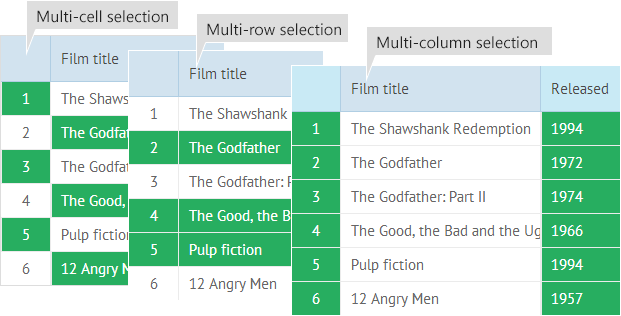 Multi-cell selection
Film title
1 The Shaws
2 The Godfa
3 The Godfa
4 The Good,
5 Pulp fiction
6 12 Angry M
Multi-row selection
Film title
1 The Shawshank
2 The Godfather
3 The Godfather: P
4 The Good, the B
5 Pulp fiction
6 12 Angry Men
Multi-column selection
Film title Released
1 The Shawshank Redemption 1994
2 The Godfather 1972
3 The Godfather: Part II 1974
4 The Good, the Bad and the Ug 1966
5 Pulp fiction 1994
6 12 Angry Men 1957